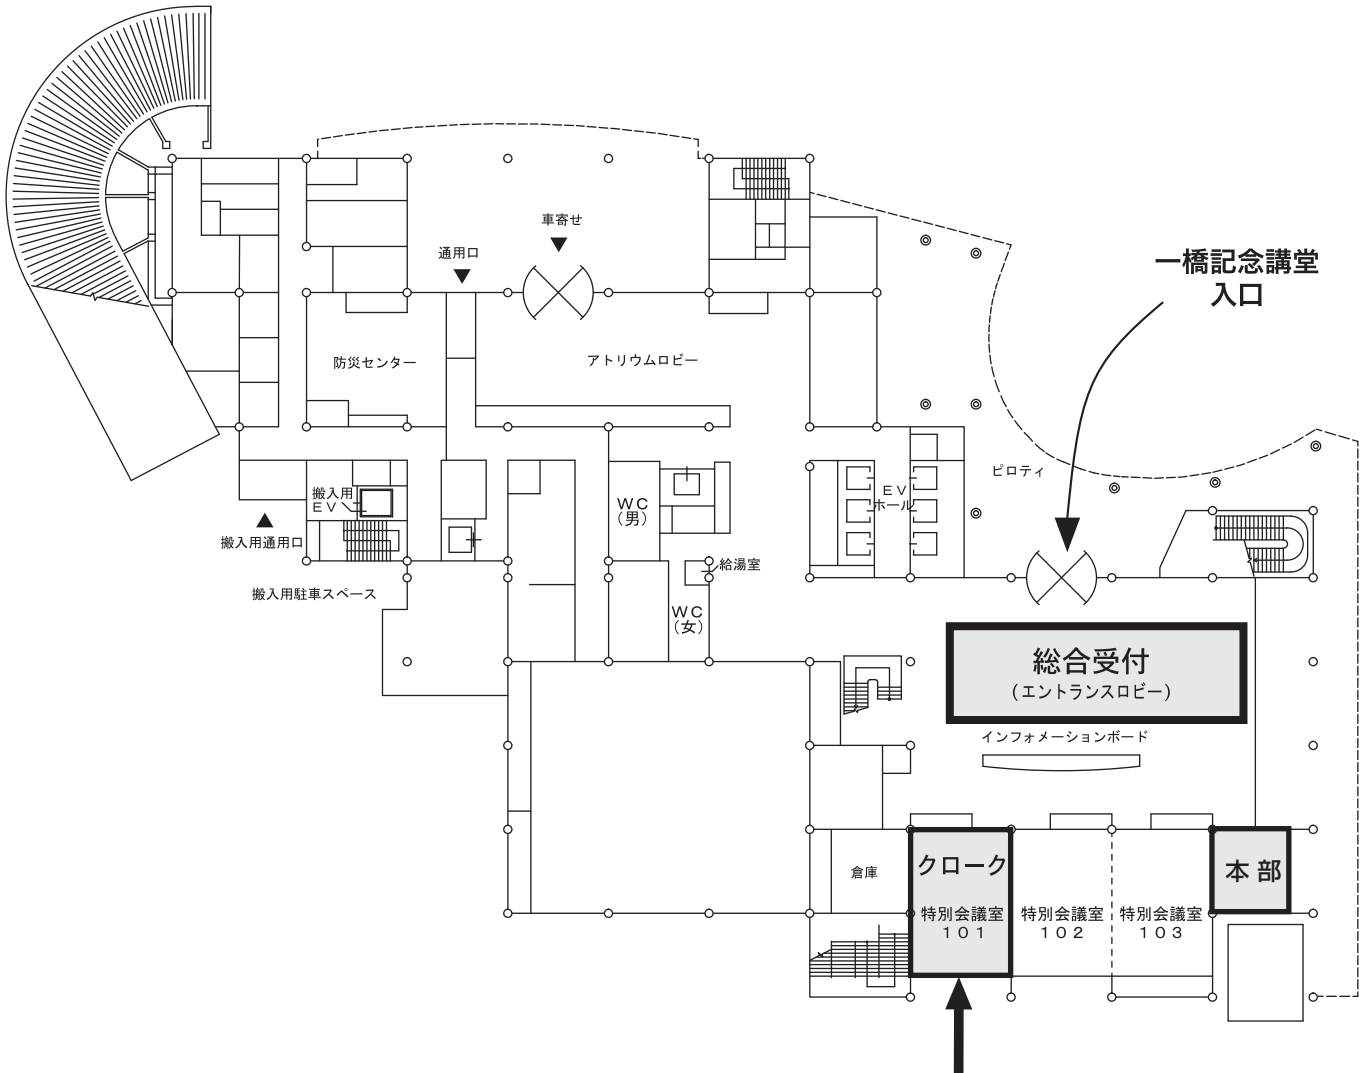 車寄せ
通用口
一橋記念講堂
入口
防災センター
アトリウムロビー
ピロティ
搬入用
EV
EV
ホール
WC
(男)
搬入用通用口
給湯室
搬入用駐車スペース
WC
(女)
総合受付
(エントランスロビー)
インフォメーションボード
倉庫
クローク
本部
特別会議室
101
特別会議室
102
特別会議室
103